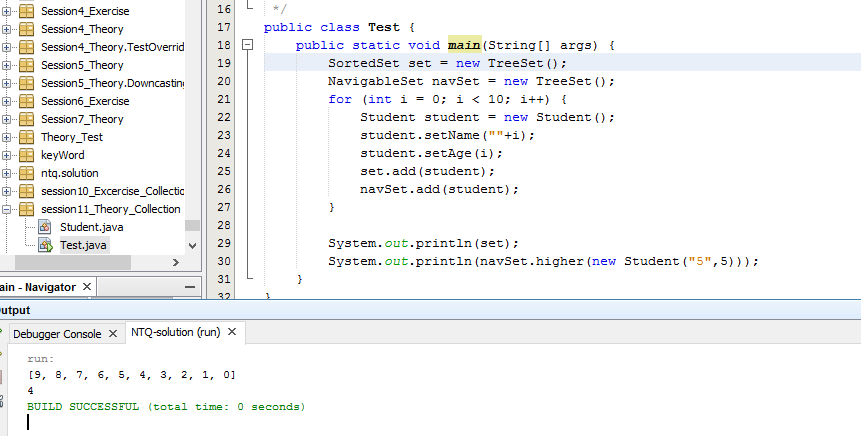 Session4_Exercise
Session4_Theory
Session4_Theory.TestOverrid
Session5_Theory
Session5_Theory.Downcasting
Session6_Exercise
Session7_Theory
Theory_Test
keyWord
ntq.solution
session10_Excercise_Collectio
session11_Theory_Collection
Student.java
Test.java
ain - Navigator
16 */
17 public class Test {
18 public static void main(String[] args) {
19 SortedSet set = new TreeSet();
20 NavigableSet navSet = new TreeSet();
21 for (int i = 0; i < 10; i++) {
22 Student student = new Student();
23 student.setName(""+i);
24 student.setAge(i);
25 set.add(student);
26 navSet.add(student);
27 }
28
29 System.out.println(set);
30 System.out.println(navSet.higher(new Student("5",5)));
31 }
32 }
utput
Debugger Console
NTQ-solution (run)
run:
[9, 8, 7, 6, 5, 4, 3, 2, 1, 0]
4
BUILD SUCCESSFUL (total time: 0 seconds)